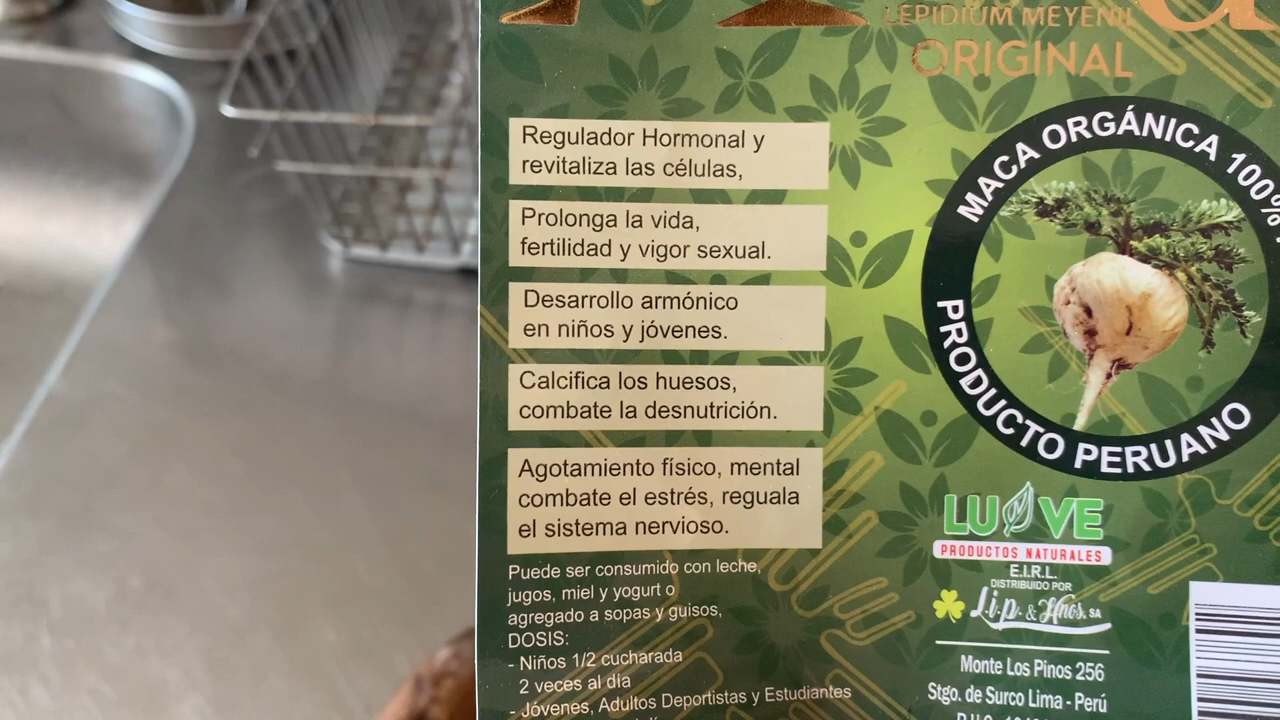 LEPIDIUM MEYENII
ORIGINAL
Regulador Hormonal y
revitaliza las células,
Prolonga la vida,
fertilidad y vigor sexual.
Desarrollo armónico
en niños y jóvenes.
Calcifica los huesos,
combate la desnutrición.
Agotamiento físico, mental
combate el estrés, reguala
el sistema nervioso.
Puede ser consumido con leche,
jugos, miel y yogurt o
agregado a sopas y guisos,
DOSIS:
- Niños 1/2 cucharada
2 veces al día
- Jóvenes, Adultos Deportistas y Estudiantes
MACA ORGÁNICA 100%
PRODUCTO PERUANO
LUVE
PRODUCTOS NATURALES
E.I.R.L.
DISTRIBUIDO POR
L.i.p. & Hnos. SA
Monte Los Pinos 256
Stgo. de Surco Lima - Perú